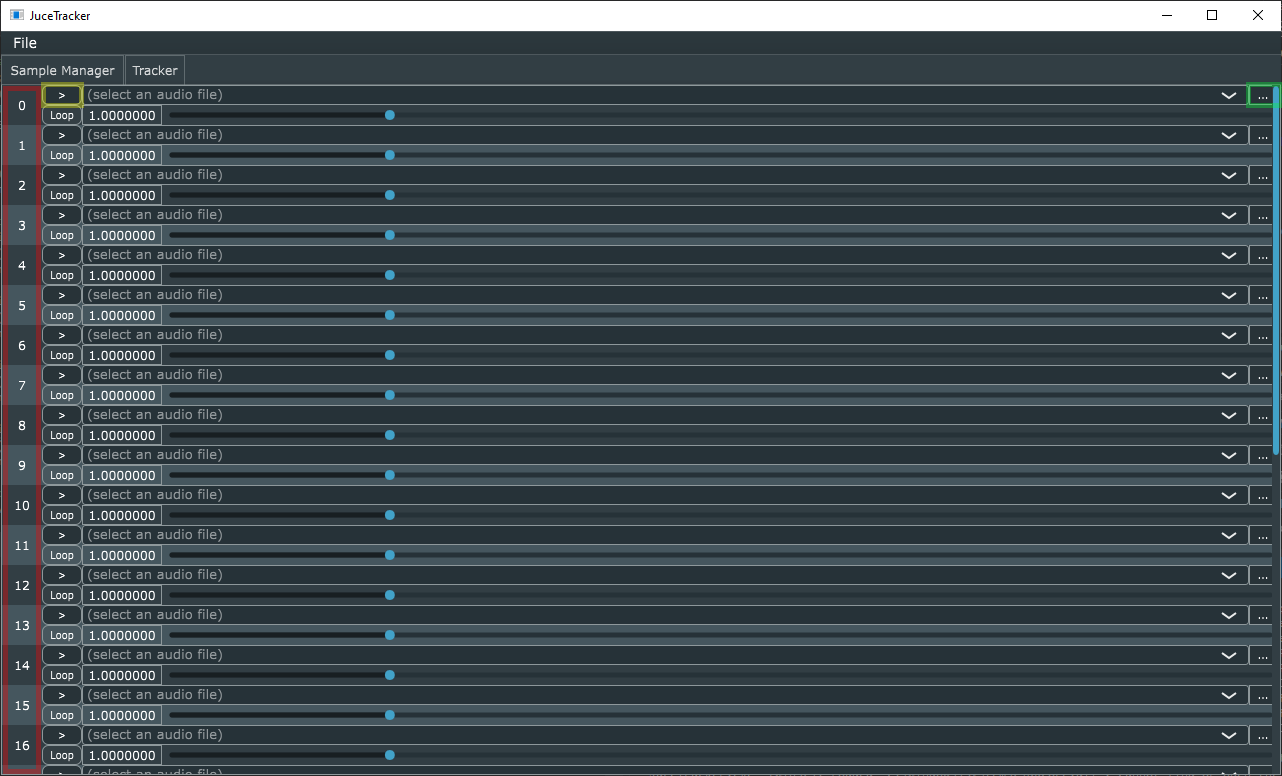 JuceTracker
File
Sample Manager Tracker
0 > (select an audio file) ...
Loop 1.0000000
1 > (select an audio file) ...
Loop 1.0000000
2 > (select an audio file) ...
Loop 1.0000000
3 > (select an audio file) ...
Loop 1.0000000
4 > (select an audio file) ...
Loop 1.0000000
5 > (select an audio file) ...
Loop 1.0000000
6 > (select an audio file) ...
Loop 1.0000000
7 > (select an audio file) ...
Loop 1.0000000
8 > (select an audio file) ...
Loop 1.0000000
9 > (select an audio file) ...
Loop 1.0000000
10 > (select an audio file) ...
Loop 1.0000000
11 > (select an audio file) ...
Loop 1.0000000
12 > (select an audio file) ...
Loop 1.0000000
13 > (select an audio file) ...
Loop 1.0000000
14 > (select an audio file) ...
Loop 1.0000000
15 > (select an audio file) ...
Loop 1.0000000
16 > (select an audio file) ...
Loop 1.0000000
(select an audio file)